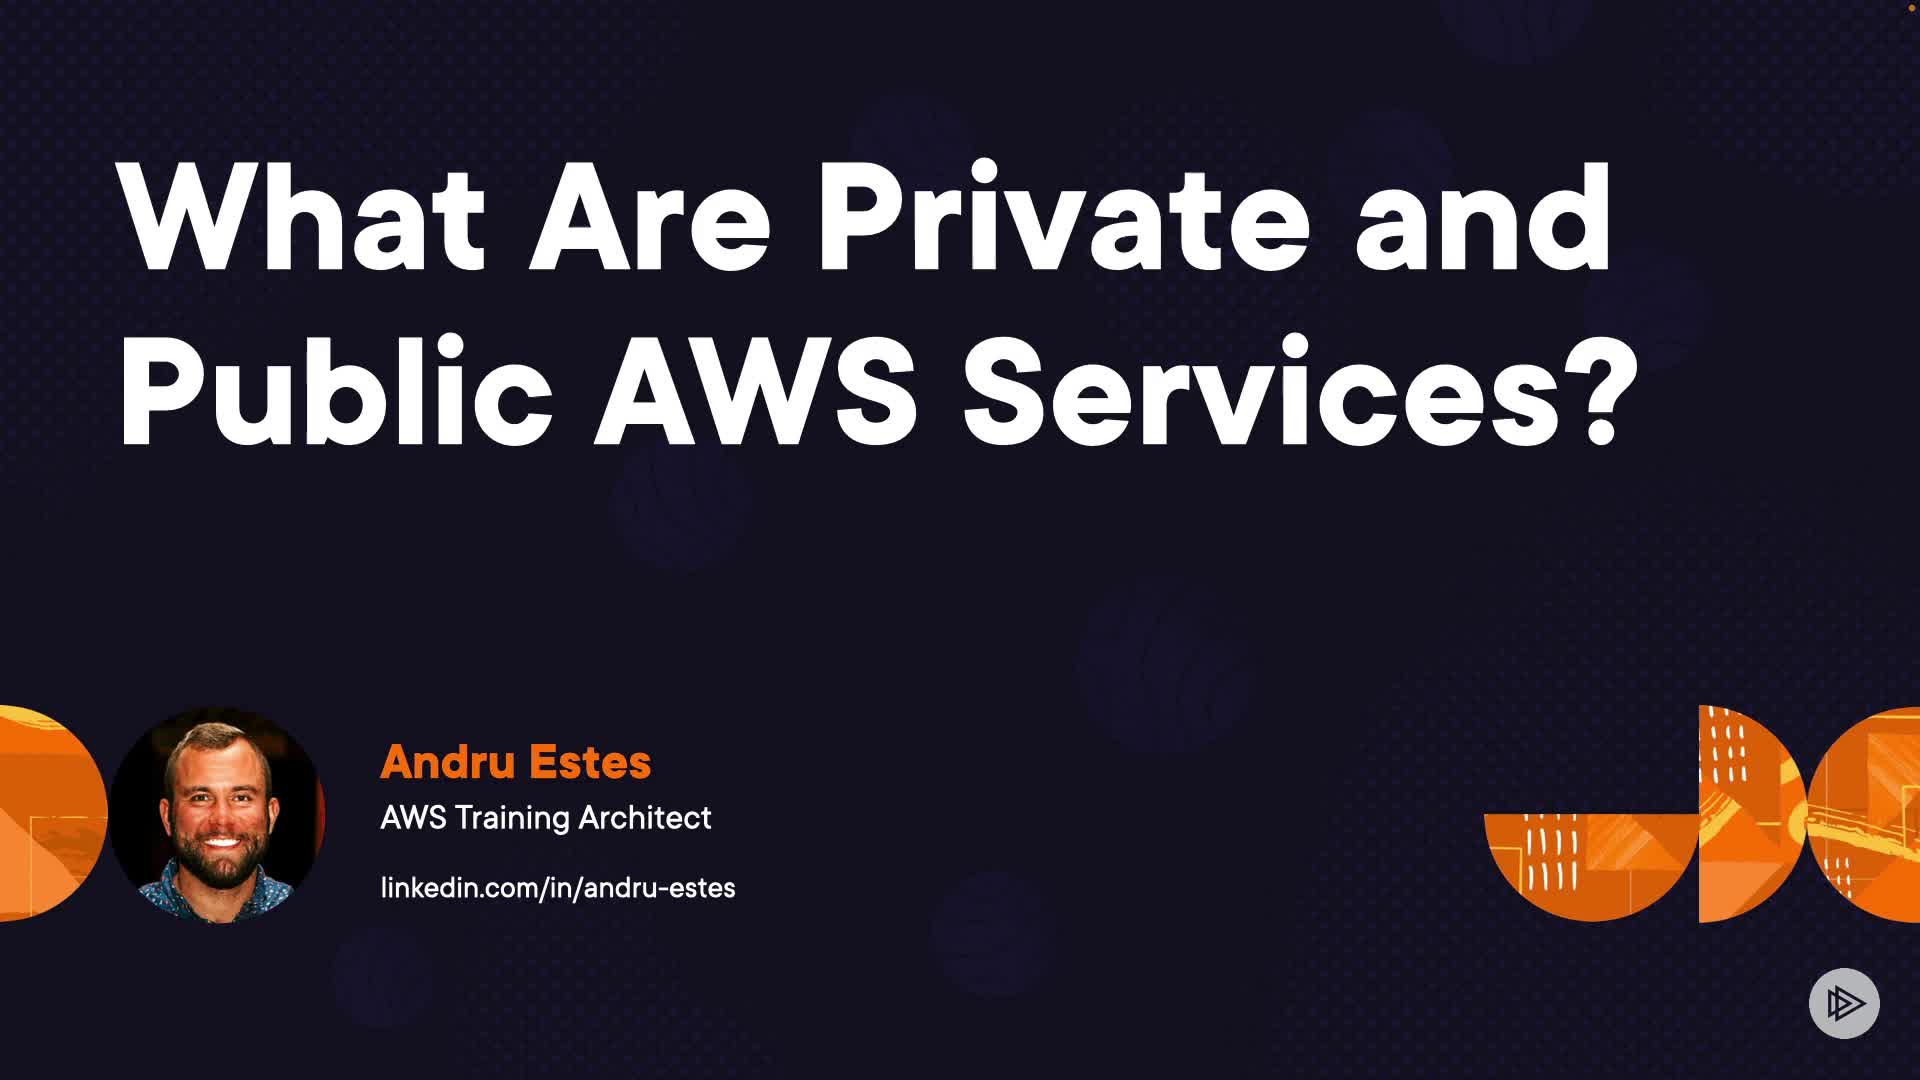 What Are Private and
Public AWS Services?
Andru Estes
AWS Training Architect
linkedin.com/in/andru-estes